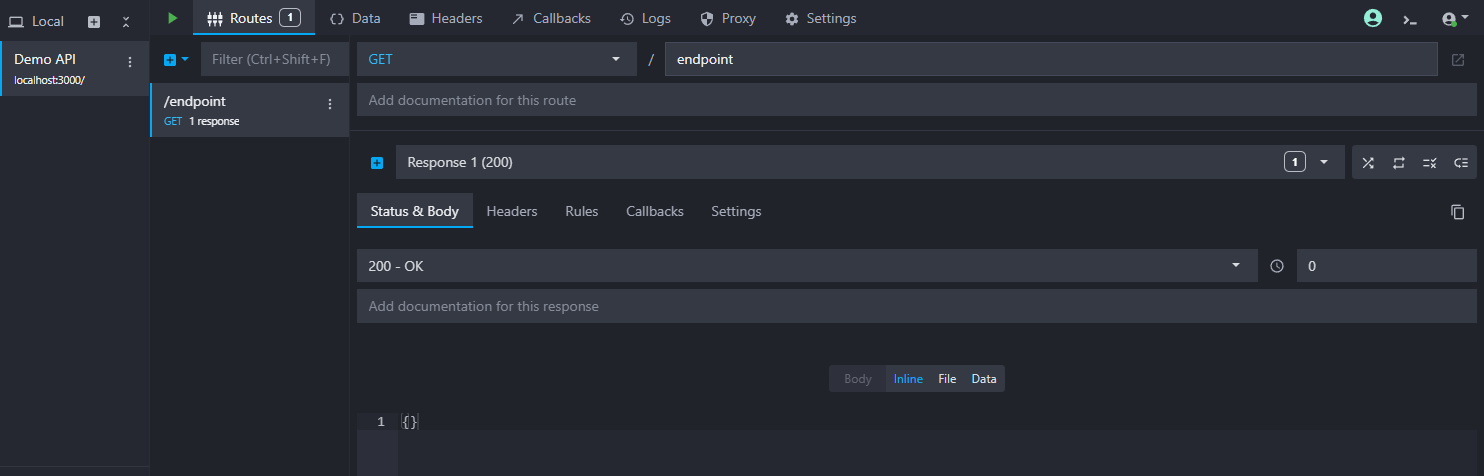 Local
Routes 1 Data Headers Callbacks Logs Proxy Settings
Demo API
localhost:3000/
Filter (Ctrl+Shift+F)
/endpoint
GET 1 response
GET / endpoint
Add documentation for this route
Response 1 (200) 1
Status & Body Headers Rules Callbacks Settings
200 - OK 0
Add documentation for this response
Body Inline File Data
1 {}